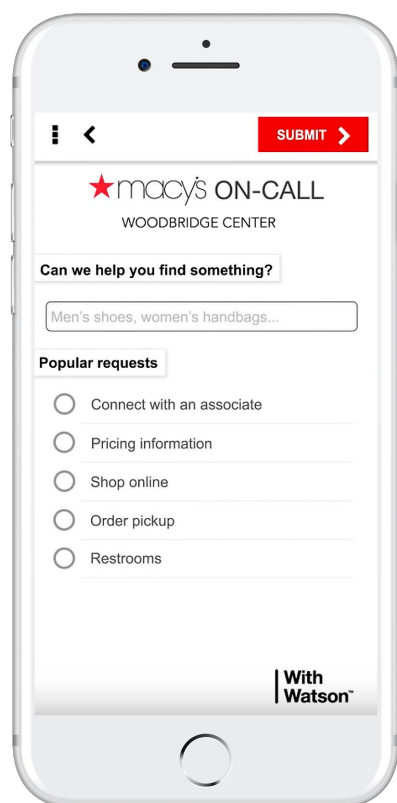 SUBMIT
macy's ON-CALL
WOODBRIDGE CENTER
Can we help you find something?
Men's shoes, women's handbags...
Popular requests
Connect with an associate
Pricing information
Shop online
Order pickup
Restrooms
With
Watson™